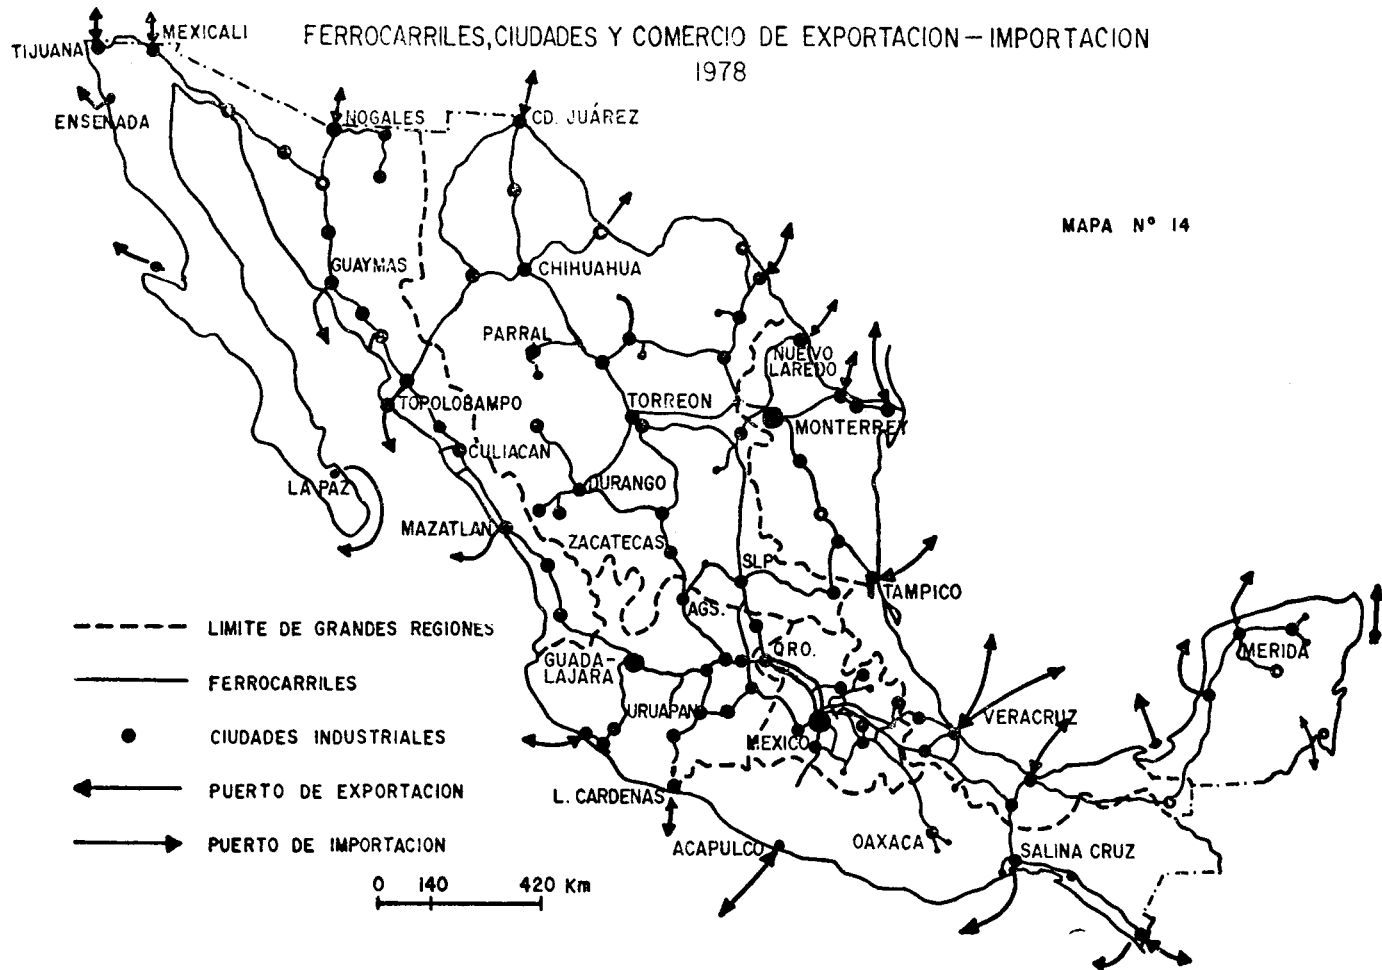 FERROCARRILES, CIUDADES Y COMERCIO DE EXPORTACION – IMPORTACION
1978
MAPA Nº 14
TIJUANA
MEXICALI
ENSENADA
NOGALES
CD. JUÁREZ
GUAYMAS
CHIHUAHUA
PARRAL
NUEVO
LAREDO
TOPOLOBAMPO
TORREON
MONTERREY
CULIACAN
LA PAZ
DURANGO
MAZATLAN
ZACATECAS
SLP
TAMPICO
AGS.
GUADA-
LAJARA
QRO.
MERIDA
URUAPAN
MEXICO
VERACRUZ
L. CARDENAS
ACAPULCO
OAXACA
SALINA CRUZ
LIMITE DE GRANDES REGIONES
FERROCARRILES
CIUDADES INDUSTRIALES
PUERTO DE EXPORTACION
PUERTO DE IMPORTACION
0 140 420 Km